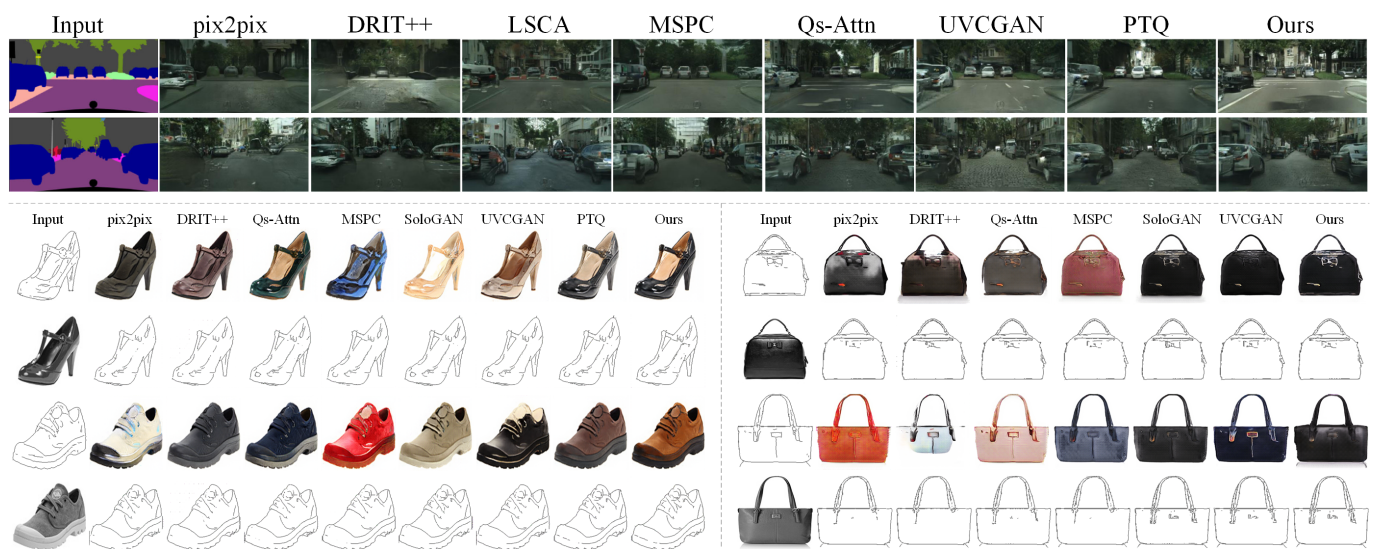 Input pix2pix DRIT++ LSCA MSPC Qs-Attn UVCGAN PTQ Ours
Input pix2pix DRIT++ Qs-Attn MSPC SoloGAN UVCGAN PTQ Ours
Input pix2pix DRIT++ Qs-Attn MSPC SoloGAN UVCGAN Ours